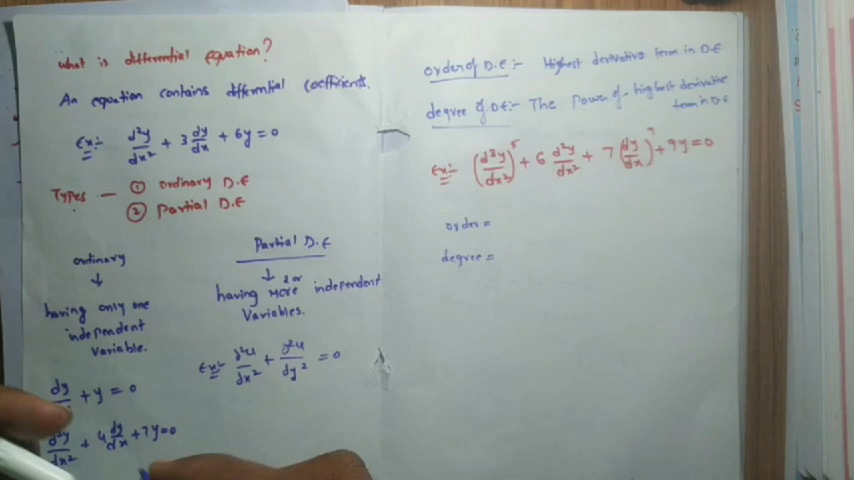 What is differential equation?
An equation contains differential coefficients.
Ex:- d²y/dx² + 3 dy/dx + 6y = 0
Types — ① ordinary D.E
② Partial D.E
ordinary
↓
having only one
independent
variable.
dy + y = 0
d²y/dx² + 4 dy/dx + 7y = 0
Partial D.E
↓ 2 or
having More independent
Variables.
Ex:- ∂²u/∂x² + ∂²u/∂y² = 0
order of D.E :- Highest derivative term in D.E
degree of D.E :- The Power of highest derivative
term in D.E
Ex:- (d³y/dx²)⁵ + 6 d²y/dx² + 7 (dy/dx)⁷ + 9y = 0
order =
degree =